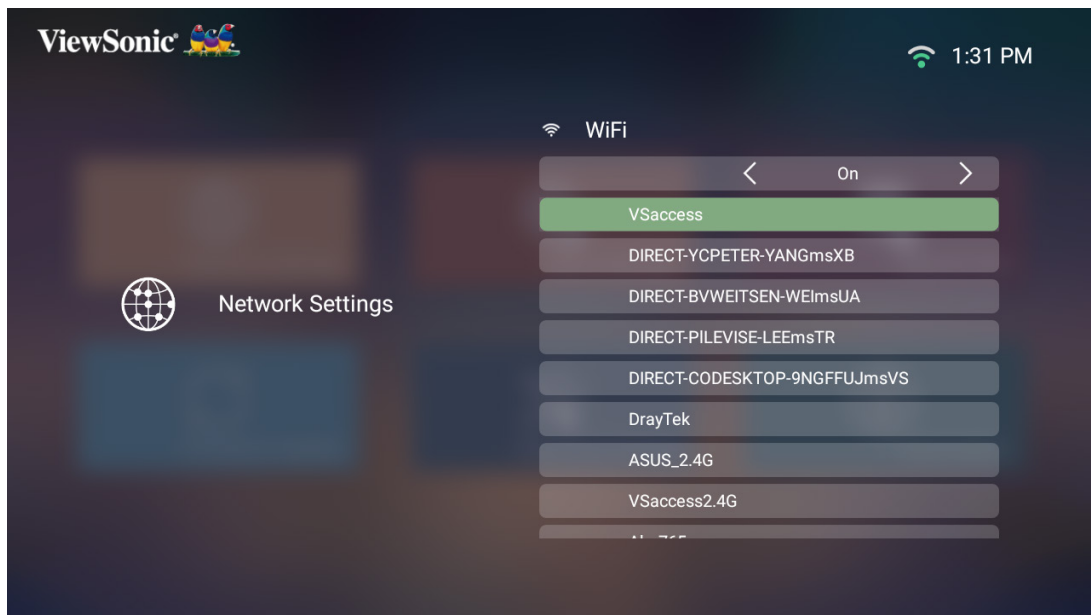 ViewSonic
1:31 PM
WiFi
On
VSaccess
DIRECT-YCPETER-YANGmsXB
DIRECT-BVWEITSEN-WEImsUA
Network Settings
DIRECT-PILEVISE-LEEmsTR
DIRECT-CODESKTOP-9NGFFUJmsVS
DrayTek
ASUS_2.4G
VSaccess2.4G